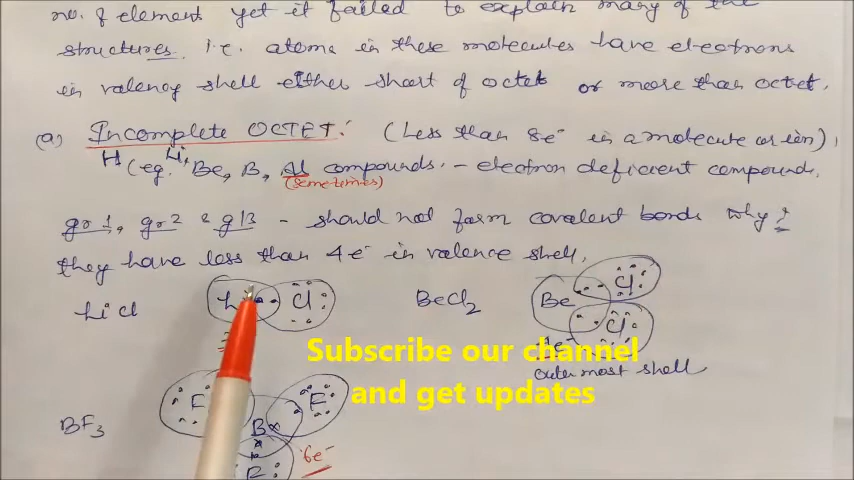 no. of element yet it failed to explain many of the
structures. i.e. atoms in these molecules have electrons
in valency shell either short of octet or more than octet.
(a) Incomplete OCTET: (Less than 8e⁻ in a molecule or ion)
H Li,
(eg. Be, B, Al compounds. - electron deficient compounds.
(sometimes)
gr 1, gr 2 & g 13 - should not form covalent bonds why?
they have less than 4e⁻ in valence shell.
LiCl Cl BeCl₂ Be Cl
Cl
Subscribe our channel
and get updates
4e⁻
outermost shell
F F
BF₃ B
6e⁻
F